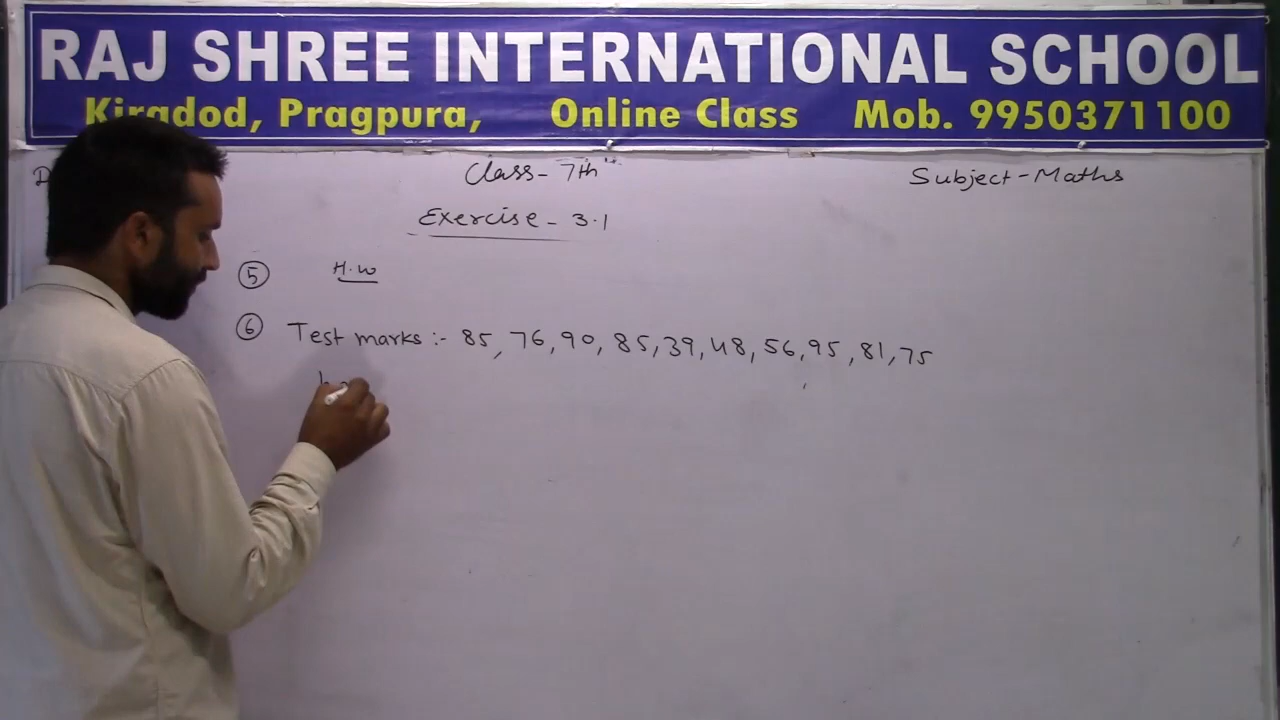 RAJ SHREE INTERNATIONAL SCHOOL
Kiradod, Pragpura, Online Class Mob. 9950371100
Class - 7th Subject - Maths
Exercise - 3.1
5 H.W
6 Test marks :- 85, 76, 90, 85, 39, 48, 56, 95, 81, 75